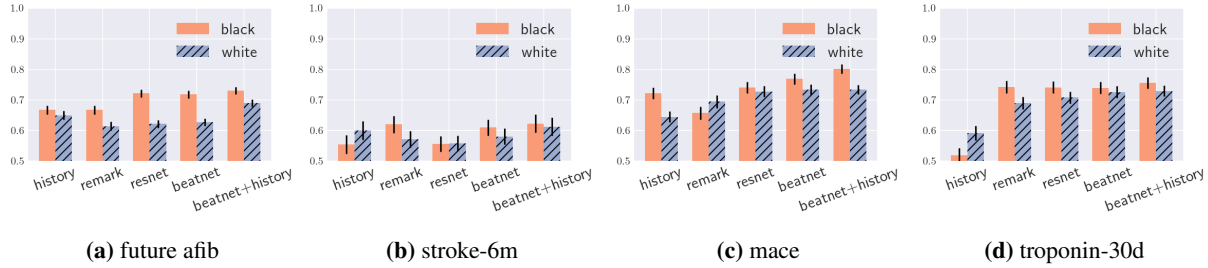 1.0
0.9
0.8
0.7
0.6
0.5
black
white
history
remark
resnet
beatnet
beatnet+history
(a) future afib
1.0
0.9
0.8
0.7
0.6
0.5
black
white
history
remark
resnet
beatnet
beatnet+history
(b) stroke-6m
1.0
0.9
0.8
0.7
0.6
0.5
black
white
history
remark
resnet
beatnet
beatnet+history
(c) mace
1.0
0.9
0.8
0.7
0.6
0.5
black
white
history
remark
resnet
beatnet
beatnet+history
(d) troponin-30d